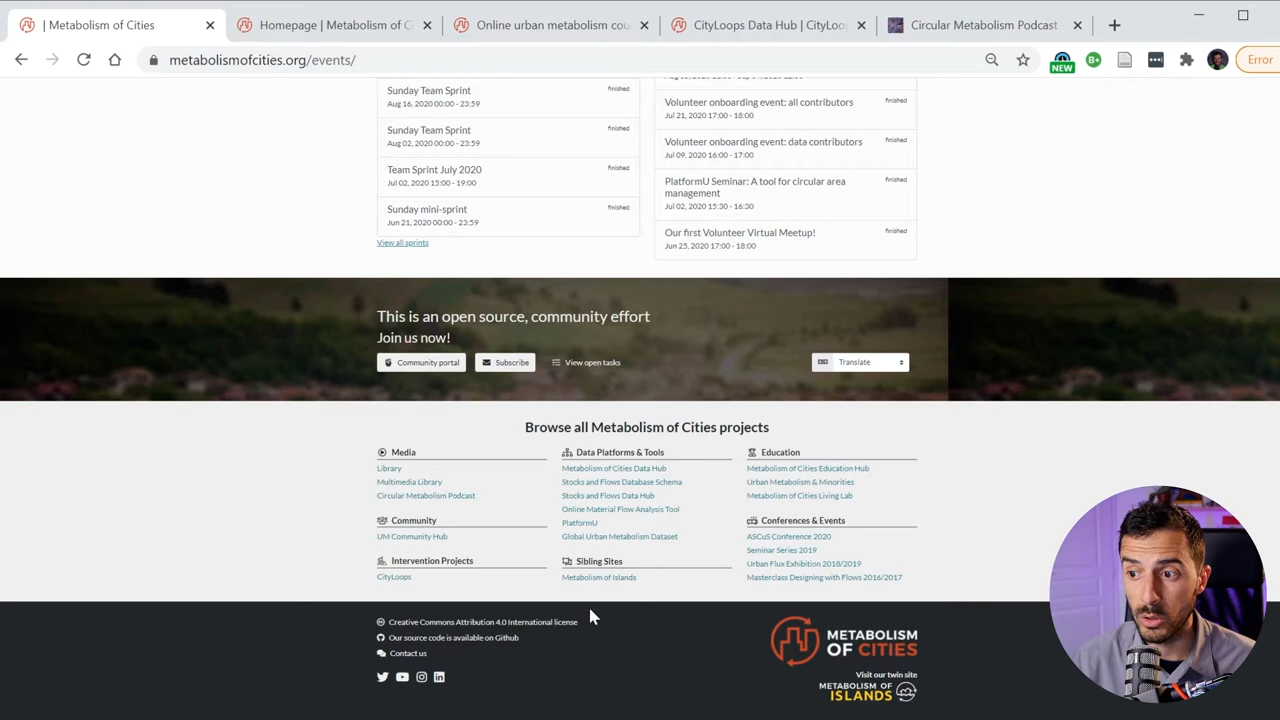 | Metabolism of Cities
Homepage | Metabolism of C
Online urban metabolism cou
CityLoops Data Hub | CityLoo
Circular Metabolism Podcast
metabolismofcities.org/events/
NEW
B+
Error
Sunday Team Sprint
finished
Aug 16, 2020 00:00 - 23:59
Sunday Team Sprint
finished
Aug 02, 2020 00:00 - 23:59
Team Sprint July 2020
finished
Jul 02, 2020 15:00 - 19:00
Sunday mini-sprint
finished
Jun 21, 2020 00:00 - 23:59
View all sprints
Volunteer onboarding event: all contributors
finished
Jul 21, 2020 17:00 - 18:00
Volunteer onboarding event: data contributors
finished
Jul 09, 2020 16:00 - 17:00
PlatformU Seminar: A tool for circular area
management
finished
Jul 02, 2020 15:30 - 16:30
Our first Volunteer Virtual Meetup!
finished
Jun 25, 2020 17:00 - 18:00
This is an open source, community effort
Join us now!
Community portal
Subscribe
View open tasks
Translate
Browse all Metabolism of Cities projects
Media
Library
Multimedia Library
Circular Metabolism Podcast
Community
UM Community Hub
Intervention Projects
CityLoops
Data Platforms & Tools
Metabolism of Cities Data Hub
Stocks and Flows Database Schema
Stocks and Flows Data Hub
Online Material Flow Analysis Tool
PlatformU
Global Urban Metabolism Dataset
Sibling Sites
Metabolism of Islands
Education
Metabolism of Cities Education Hub
Urban Metabolism & Minorities
Metabolism of Cities Living Lab
Conferences & Events
ASCuS Conference 2020
Seminar Series 2019
Urban Flux Exhibition 2018/2019
Masterclass Designing with Flows 2016/2017
Creative Commons Attribution 4.0 International license
Our source code is available on Github
Contact us
METABOLISM
OF CITIES
Visit our twin site
METABOLISM OF
ISLANDS